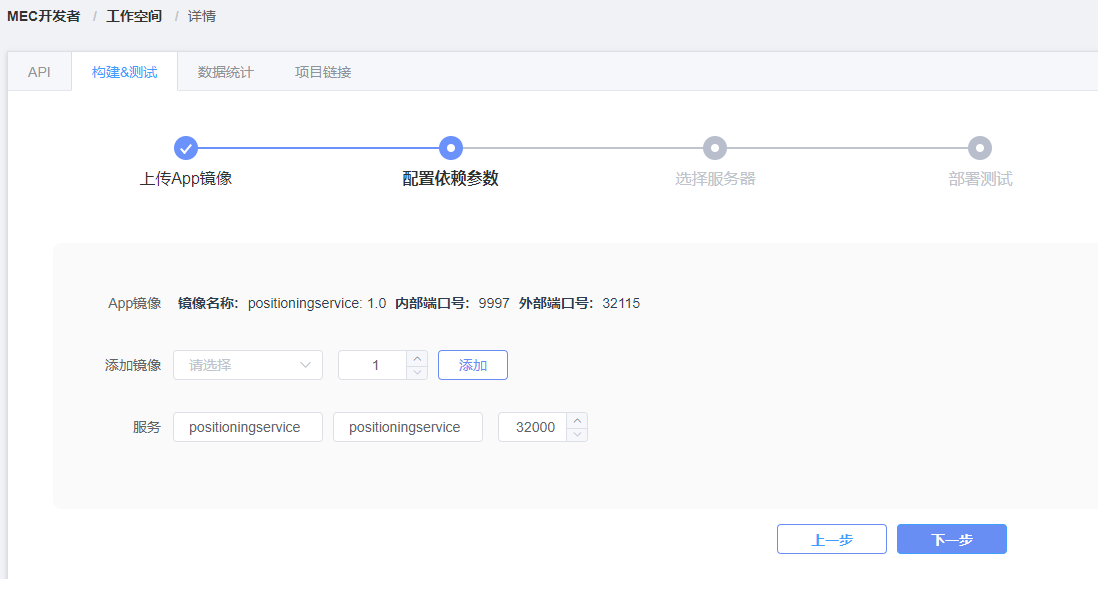 MEC开发者 / 工作空间 / 详情
API 构建&测试 数据统计 项目链接
上传App镜像 配置依赖参数 选择服务器 部署测试
App镜像 镜像名称: positioningservice: 1.0 内部端口号: 9997 外部端口号: 32115
添加镜像 请选择 1 添加
服务 positioningservice positioningservice 32000
上一步 下一步